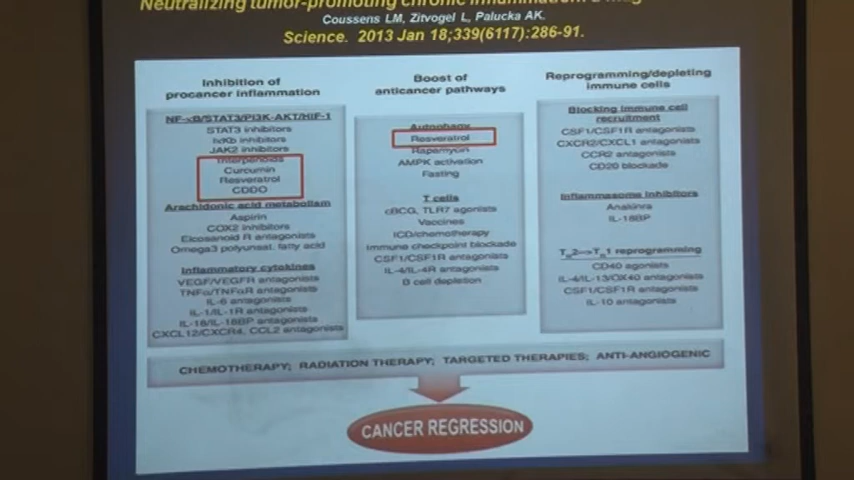 Neutralizing tumor-promoting chronic inflammation: a mag
Coussens LM, Zitvogel L, Palucka AK.
Science. 2013 Jan 18;339(6117):286-91.
Inhibition of
procancer inflammation
NF-κB/STAT3/PI3K-AKT/HIF-1
STAT3 inhibitors
IκKb inhibitors
JAK2 inhibitors
Triterpenoids
Curcumin
Resveratrol
CDDO
Arachidonic acid metabolism
Aspirin
COX2 inhibitors
Eicosanoid R antagonists
Omega3 polyunsat. fatty acid
Inflammatory cytokines
VEGF/VEGFR antagonists
TNFα/TNFαR antagonists
IL-6 antagonists
IL-1/IL-1R antagonists
IL-18/IL-18BP antagonists
CXCL12/CXCR4, CCL2 antagonists
Boost of
anticancer pathways
Autophagy
Resveratrol
Rapamycin
AMPK activation
Fasting
T cells
cBCG, TLR7 agonists
Vaccines
ICD/chemotherapy
Immune checkpoint blockade
CSF1/CSF1R antagonists
IL-4/IL-4R antagonists
B cell depletion
Reprogramming/depleting
immune cells
Blocking immune cell
recruitment
CSF1/CSF1R antagonists
CXCR2/CXCL1 antagonists
CCR2 antagonists
CD20 blockade
Inflammasome inhibitors
Anakinra
IL-18BP
TH2—>TH1 reprogramming
CD40 agonists
IL-4/IL-13/OX40 antagonists
CSF1/CSF1R antagonists
IL-10 antagonists
CHEMOTHERAPY; RADIATION THERAPY; TARGETED THERAPIES; ANTI-ANGIOGENIC
CANCER REGRESSION